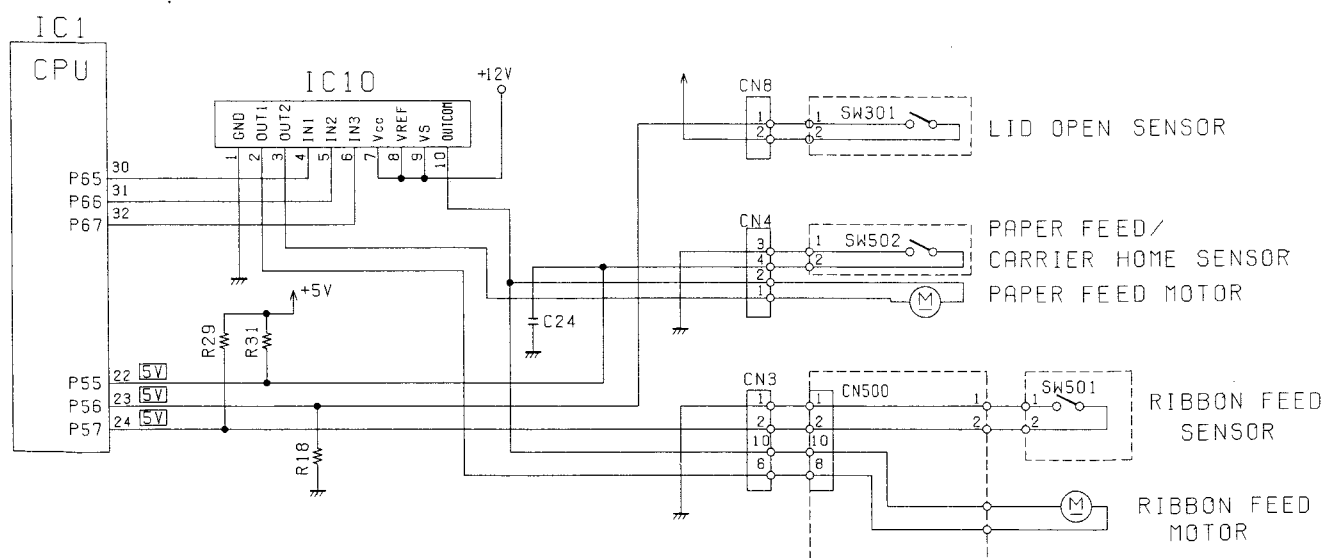 IC1
CPU
P65 30
P66 31
P67 32
P55 22 5V
P56 23 5V
P57 24 5V
IC10
GND OUT1 OUT2 IN1 IN2 IN3 Vcc VREF VS OUTCOM
1 2 3 4 5 6 7 8 9 10
+12V
+5V
R29
R31
R18
C24
CN8
1 1 SW301
2 2
LID OPEN SENSOR
CN4
3 1 SW502
4 2
2
1
M
PAPER FEED/
CARRIER HOME SENSOR
PAPER FEED MOTOR
CN3
CN500
1 1 1 1 SW501
2 2 2 2
10 10
8 8
RIBBON FEED
SENSOR
M
RIBBON FEED
MOTOR